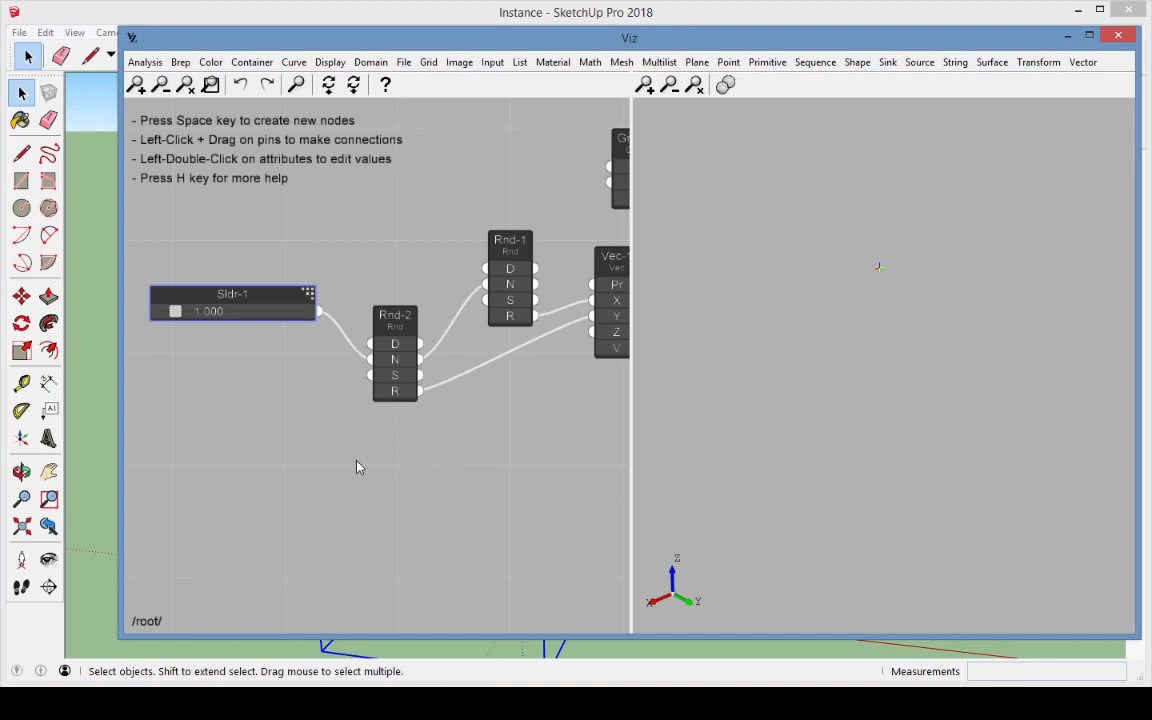 Instance - SketchUp Pro 2018
File Edit View Cam
Viz
Analysis Brep Color Container Curve Display Domain File Grid Image Input List Material Math Mesh Multilist Plane Point Primitive Sequence Shape Sink Source String Surface Transform Vector
- Press Space key to create new nodes
- Left-Click + Drag on pins to make connections
- Left-Double-Click on attributes to edit values
- Press H key for more help
Sldr-1
1.000
Rnd-2
Rnd
D
N
S
R
Rnd-1
Rnd
D
N
S
R
Vec-1
Vec
Pr
X
Y
Z
V
/root/
Z
X
Y
Select objects. Shift to extend select. Drag mouse to select multiple.
Measurements